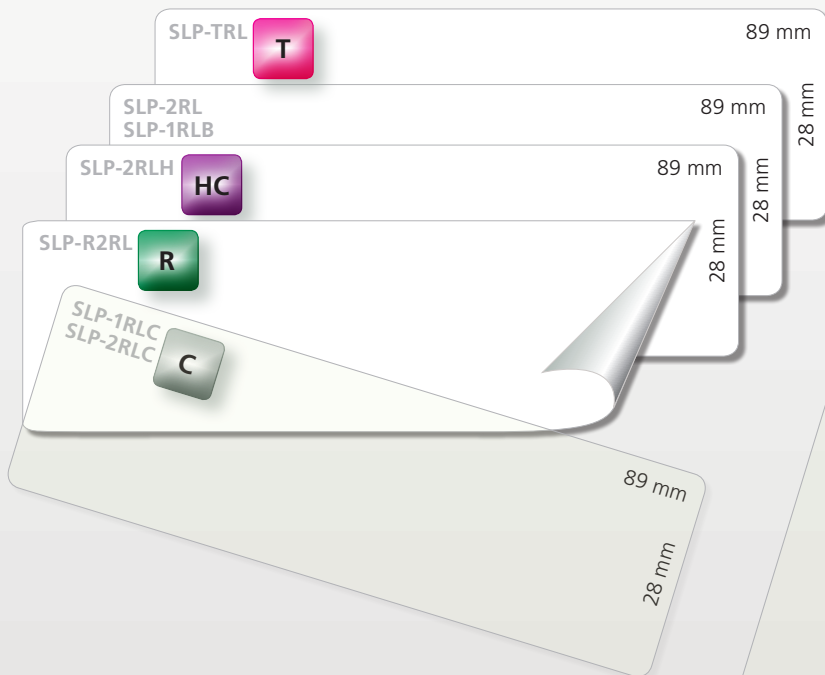 SLP-TRL
T
89 mm
28 mm
SLP-2RL
SLP-1RLB
89 mm
28 mm
SLP-2RLH
HC
89 mm
28 mm
SLP-R2RL
R
SLP-1RLC
SLP-2RLC
C
89 mm
28 mm